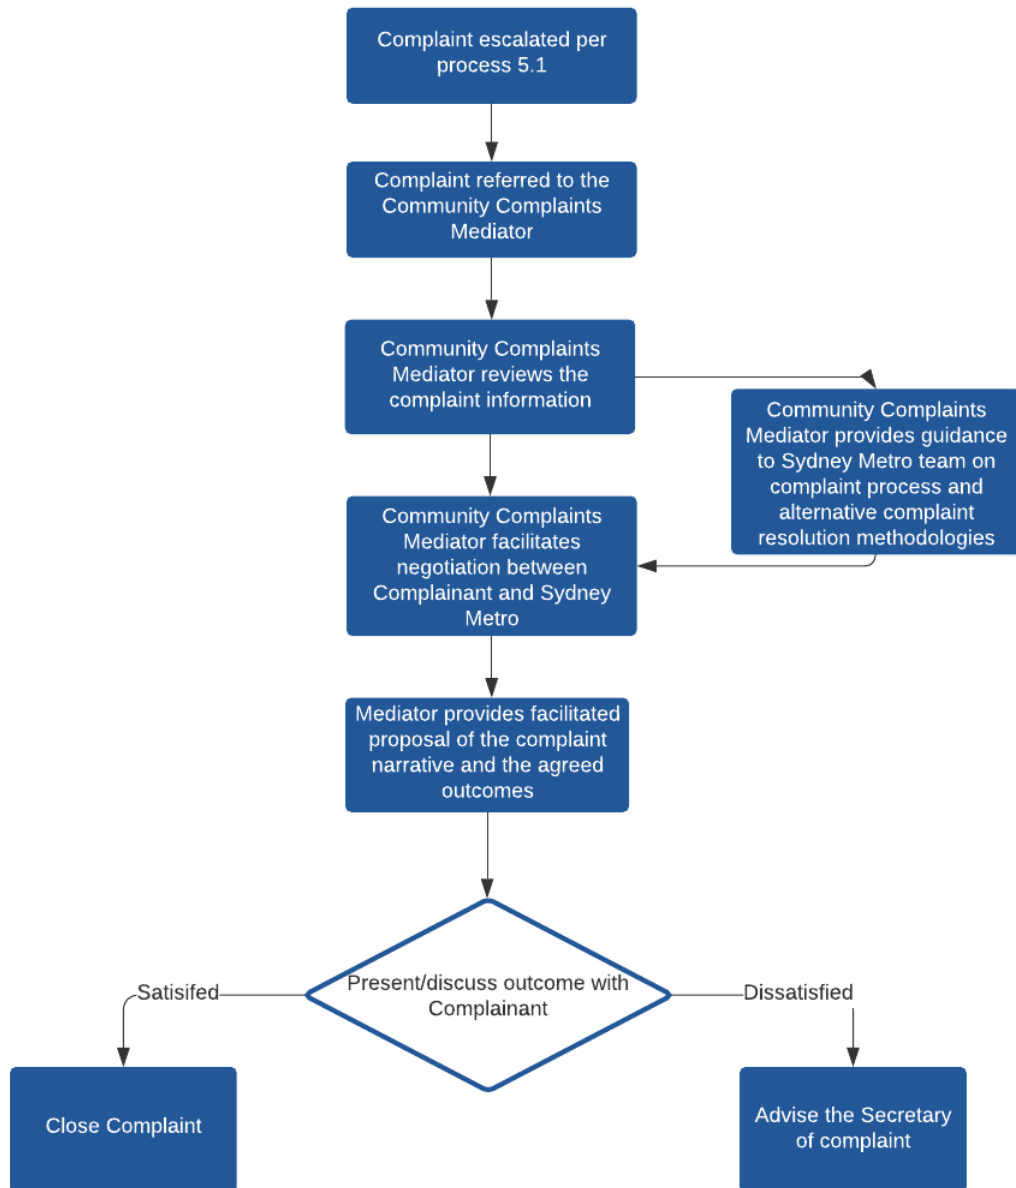 Complaint escalated per
process 5.1
Complaint referred to the
Community Complaints
Mediator
Community Complaints
Mediator reviews the
complaint information
Community Complaints
Mediator provides guidance
to Sydney Metro team on
complaint process and
alternative complaint
resolution methodologies
Community Complaints
Mediator facilitates
negotiation between
Complainant and Sydney
Metro
Mediator provides facilitated
proposal of the complaint
narrative and the agreed
outcomes
Present/discuss outcome with
Complainant
Satisifed
Dissatisfied
Close Complaint
Advise the Secretary
of complaint